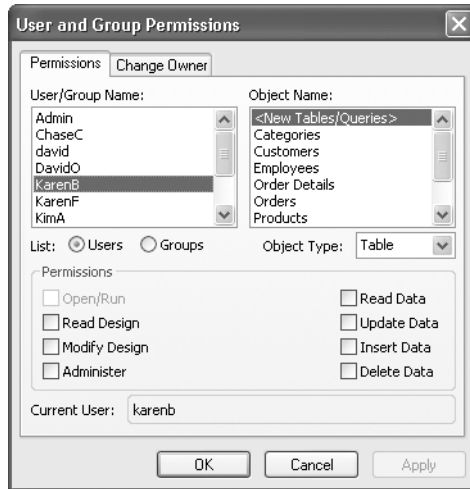 User and Group Permissions
Permissions
Change Owner
User/Group Name:
Object Name:
Admin
ChaseC
david
DavidO
KarenB
KarenF
KimA
<New Tables/Queries>
Categories
Customers
Employees
Order Details
Orders
Products
List: Users Groups
Object Type: Table
Permissions
Open/Run
Read Design
Modify Design
Administer
Read Data
Update Data
Insert Data
Delete Data
Current User: karenb
OK
Cancel
Apply